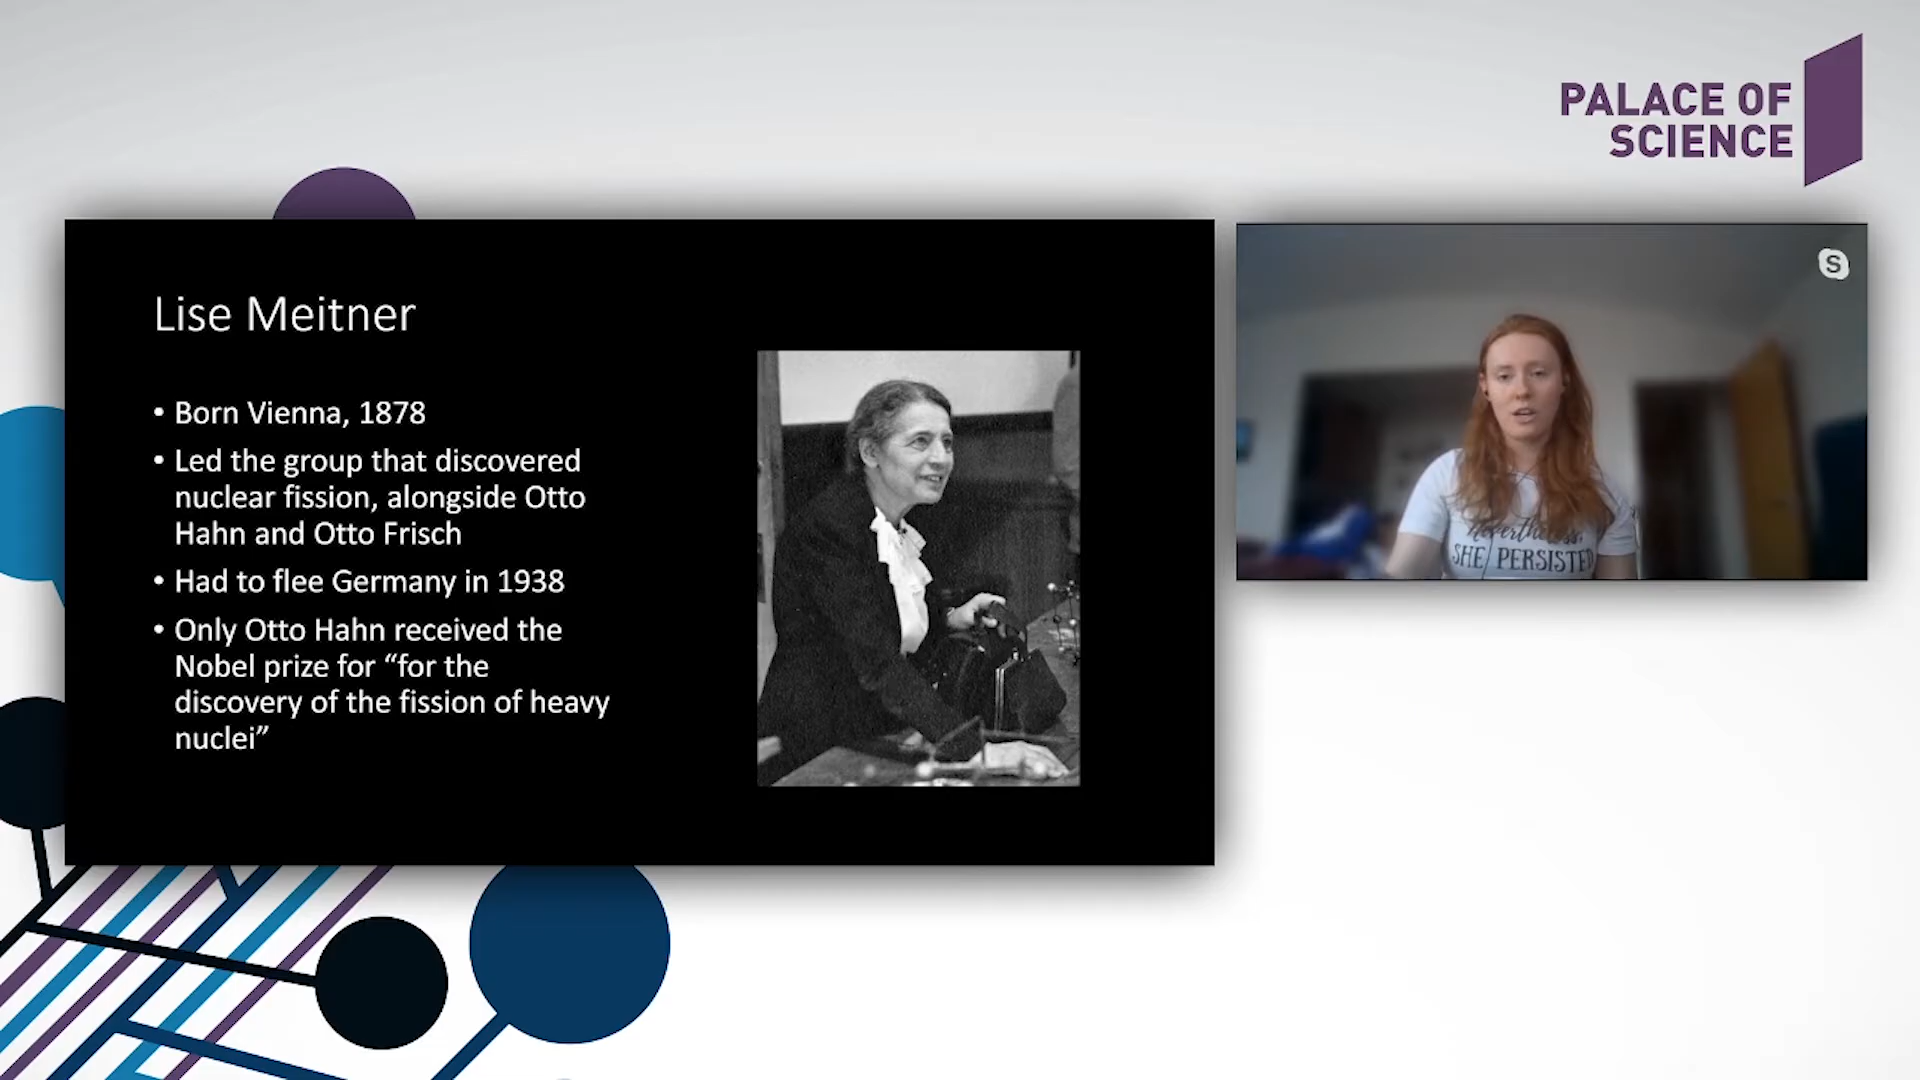 PALACE OF
SCIENCE
Lise Meitner
• Born Vienna, 1878
• Led the group that discovered
nuclear fission, alongside Otto
Hahn and Otto Frisch
• Had to flee Germany in 1938
• Only Otto Hahn received the
Nobel prize for “for the
discovery of the fission of heavy
nuclei”
S
Nevertheless,
SHE PERSISTED